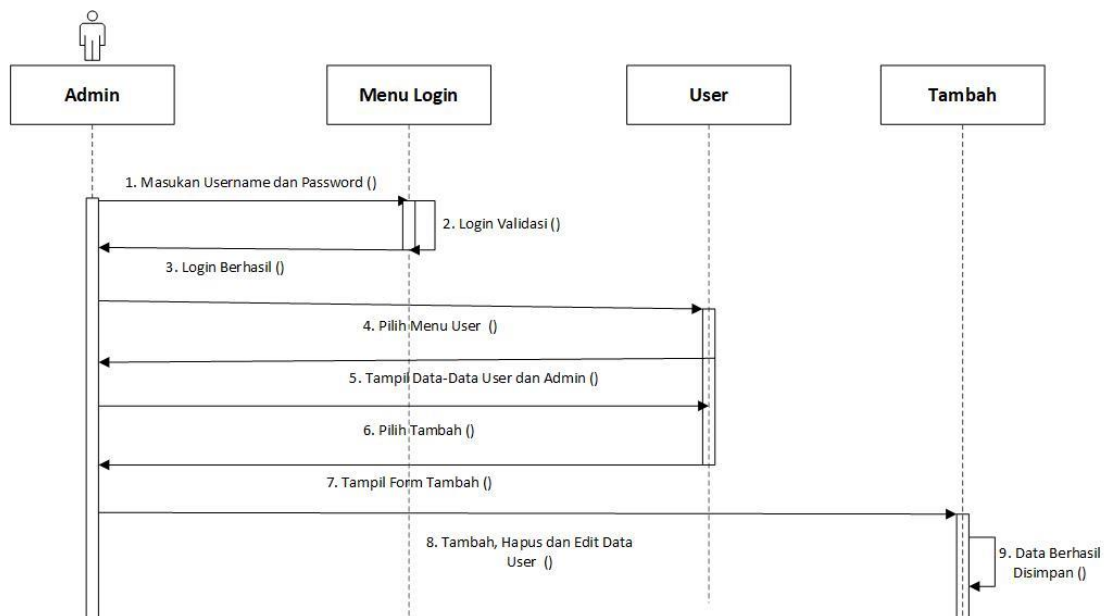 Admin
Menu Login
User
Tambah
1. Masukan Username dan Password ()
2. Login Validasi ()
3. Login Berhasil ()
4. Pilih Menu User ()
5. Tampil Data-Data User dan Admin ()
6. Pilih Tambah ()
7. Tampil Form Tambah ()
8. Tambah, Hapus dan Edit Data
User ()
9. Data Berhasil
Disimpan ()